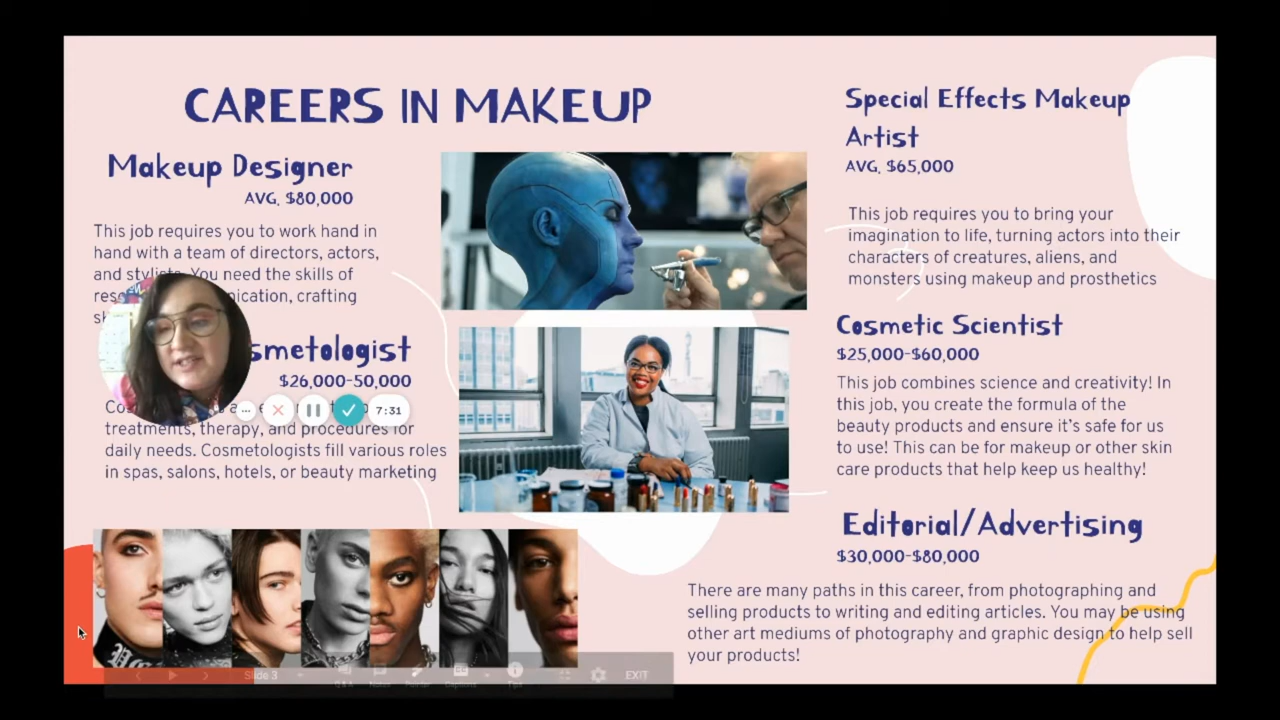 CAREERS IN MAKEUP
Makeup Designer
AVG. $80,000
This job requires you to work hand in
hand with a team of directors, actors,
and stylists. You need the skills of
crafting
smetologist
$26,000-50,000
treatments, therapy, and procedures for
daily needs. Cosmetologists fill various roles
in spas, salons, hotels, or beauty marketing
7:31
Special Effects Makeup
Artist
AVG. $65,000
This job requires you to bring your
imagination to life, turning actors into their
characters of creatures, aliens, and
monsters using makeup and prosthetics
Cosmetic Scientist
$25,000-$60,000
This job combines science and creativity! In
this job, you create the formula of the
beauty products and ensure it's safe for us
to use! This can be for makeup or other skin
care products that help keep us healthy!
Editorial/Advertising
$30,000-$80,000
There are many paths in this career, from photographing and
selling products to writing and editing articles. You may be using
other art mediums of photography and graphic design to help sell
your products!
Slide 3
Q&A Notes Pointer Captions Tips
EXIT